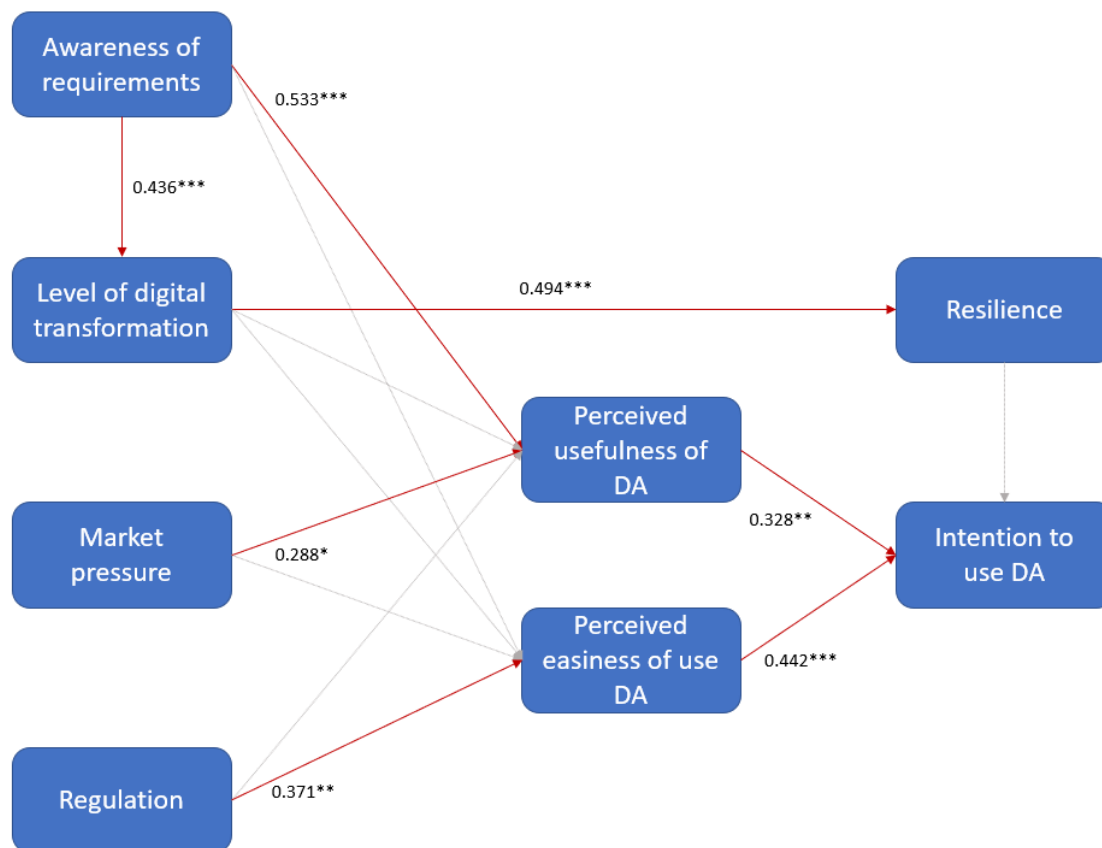 Awareness of
requirements
0.533***
0.436***
Level of digital
transformation
0.494***
Resilience
Perceived
usefulness of
DA
0.328**
Market
pressure
0.288*
Intention to
use DA
Perceived
easiness of use
DA
0.442***
Regulation
0.371**